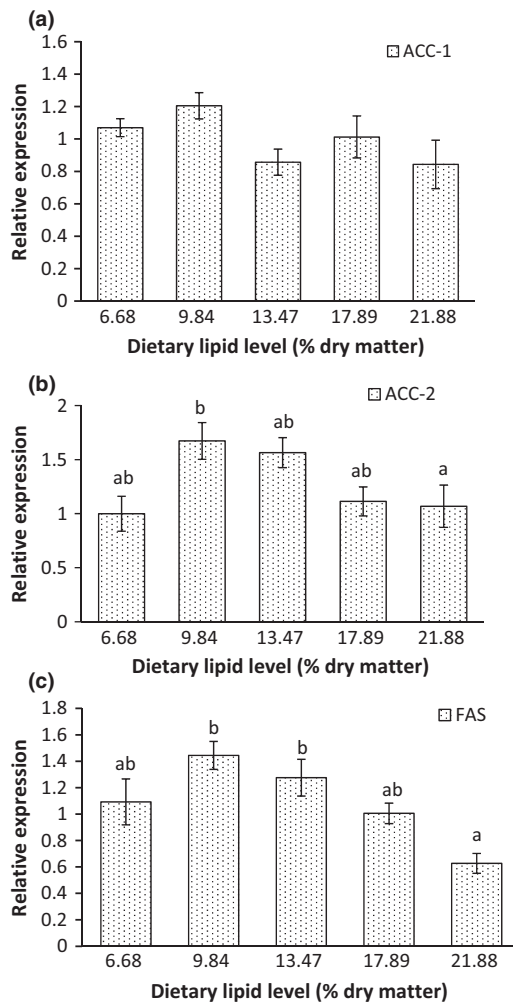 (a)
ACC-1
1.6
1.4
1.2
1
0.8
0.6
0.4
0.2
0
Relative expression
6.68 9.84 13.47 17.89 21.88
Dietary lipid level (% dry matter)
(b)
ACC-2
2
1.5
1
0.5
0
Relative expression
ab b ab ab a
6.68 9.84 13.47 17.89 21.88
Dietary lipid level (% dry matter)
(c)
FAS
1.8
1.6
1.4
1.2
1
0.8
0.6
0.4
0.2
0
Relative expression
ab b b ab a
6.68 9.84 13.47 17.89 21.88
Dietary lipid level (% dry matter)